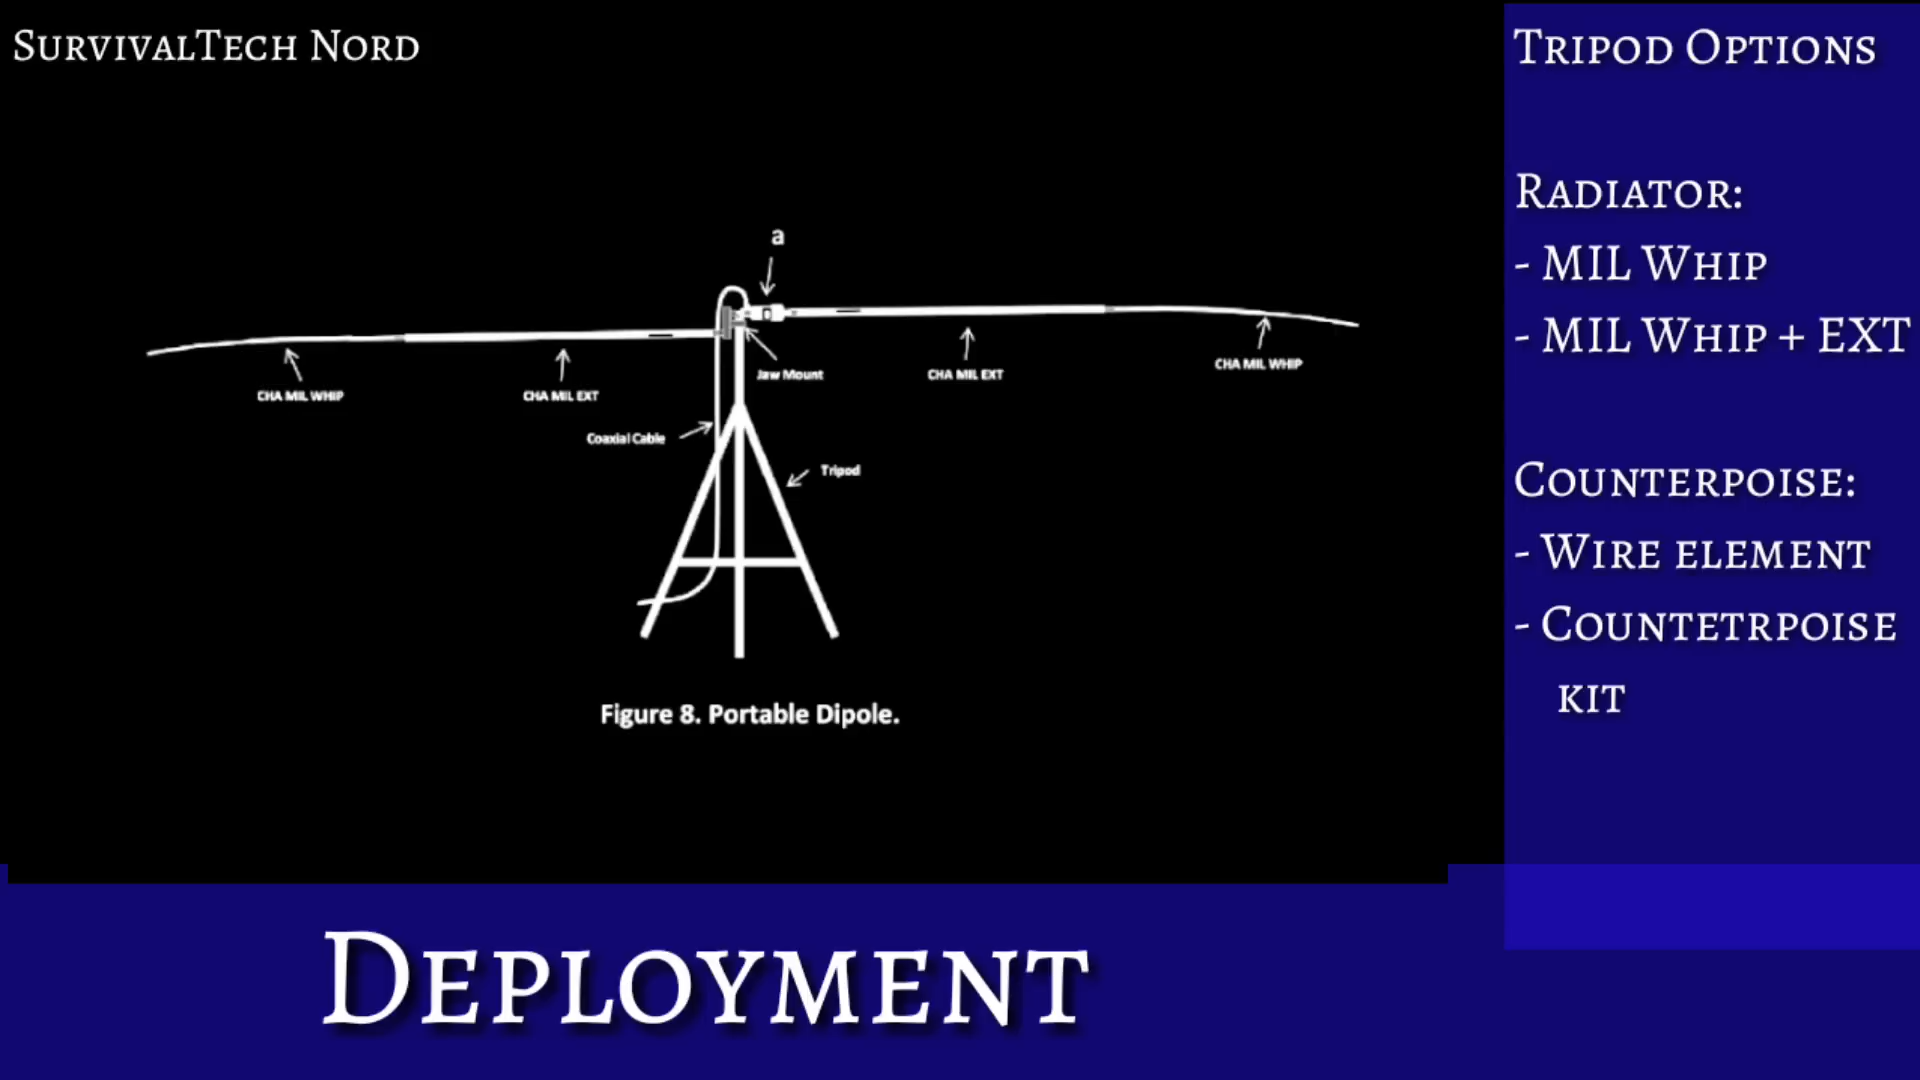 SurvivalTech Nord
Tripod Options
Radiator:
- MIL Whip
- MIL Whip + EXT
Counterpoise:
- Wire element
- Countetrpoise
kit
a
CHA MIL WHIP
CHA MIL EXT
Jaw Mount
CHA MIL EXT
CHA MIL WHIP
Coaxial Cable
Tripod
Figure 8. Portable Dipole.
Deployment